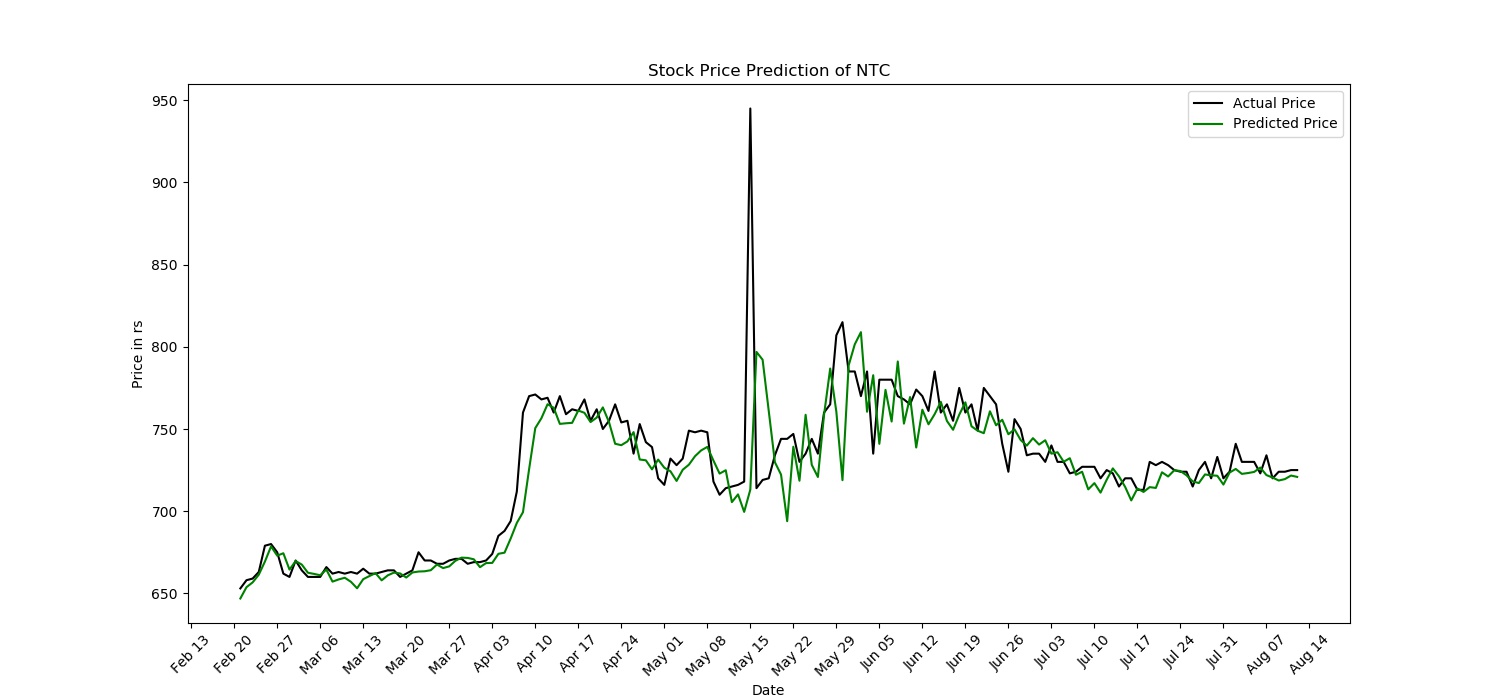 Stock Price Prediction of NTC
Actual Price
Predicted Price
Price in rs
950
900
850
800
750
700
650
Feb 13
Feb 20
Feb 27
Mar 06
Mar 13
Mar 20
Mar 27
Apr 03
Apr 10
Apr 17
Apr 24
May 01
May 08
May 15
May 22
May 29
Jun 05
Jun 12
Jun 19
Jun 26
Jul 03
Jul 10
Jul 17
Jul 24
Jul 31
Aug 07
Aug 14
Date